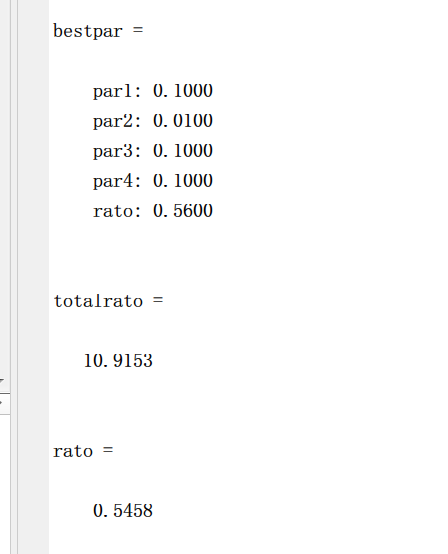 bestpar =
par1: 0.1000
par2: 0.0100
par3: 0.1000
par4: 0.1000
rato: 0.5600
totalrato =
10.9153
rato =
0.5458